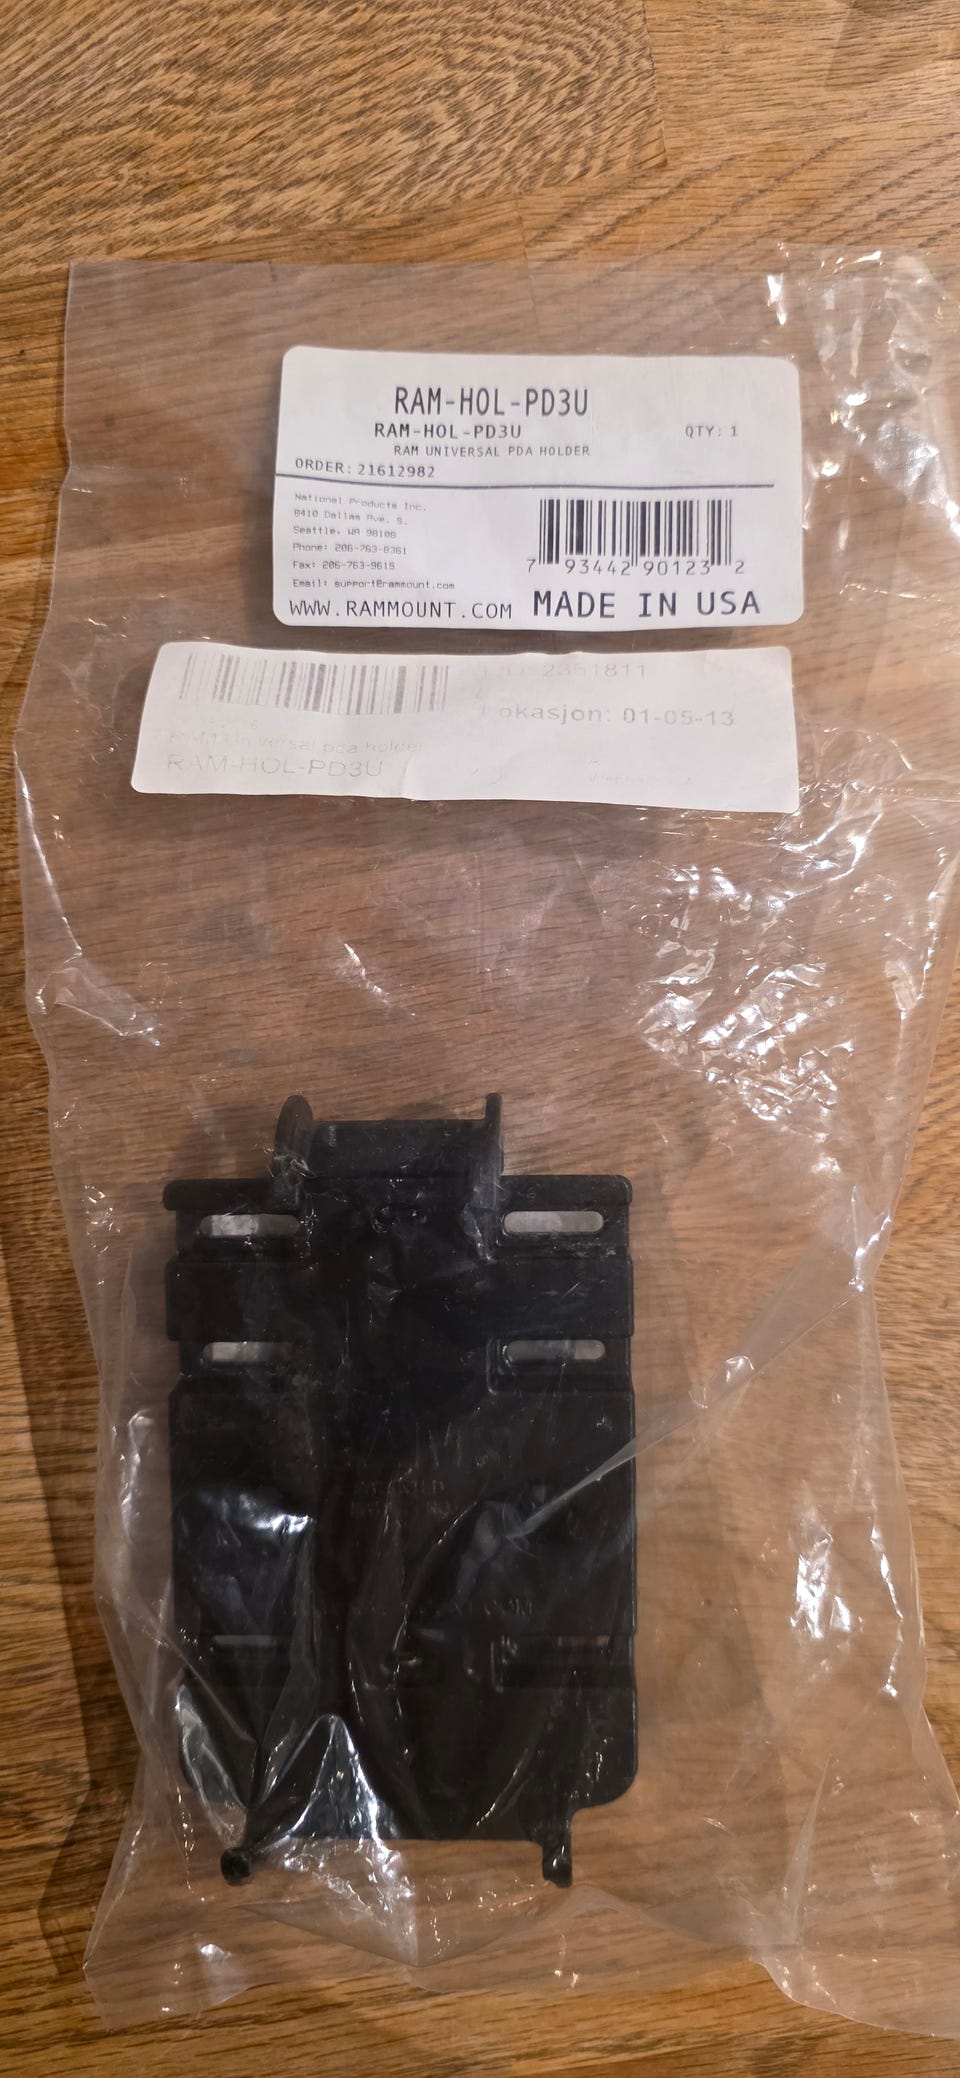 RAM-HOL-PD3U
RAM-HOL-PD3U QTY: 1
RAM UNIVERSAL PDA HOLDER
ORDER: 21612982
National Products Inc.
8410 Dallas Ave. S.
Seattle, WA 98108
Phone: 206-763-8361
Fax: 206-763-9615
Email: support@rammount.com
WWW.RAMMOUNT.COM
7 93442 90123 2
MADE IN USA
Lokasjon: 01-05-13
pda holder
RAM-HOL-PD3U